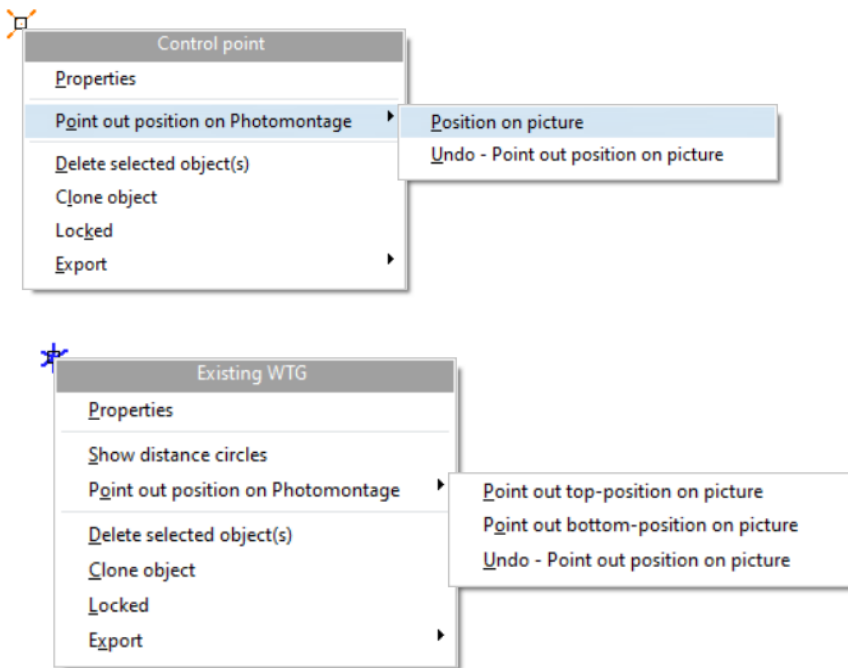 Control point
Properties
Point out position on Photomontage
Position on picture
Undo - Point out position on picture
Delete selected object(s)
Clone object
Locked
Export
Existing WTG
Properties
Show distance circles
Point out position on Photomontage
Point out top-position on picture
Point out bottom-position on picture
Undo - Point out position on picture
Delete selected object(s)
Clone object
Locked
Export